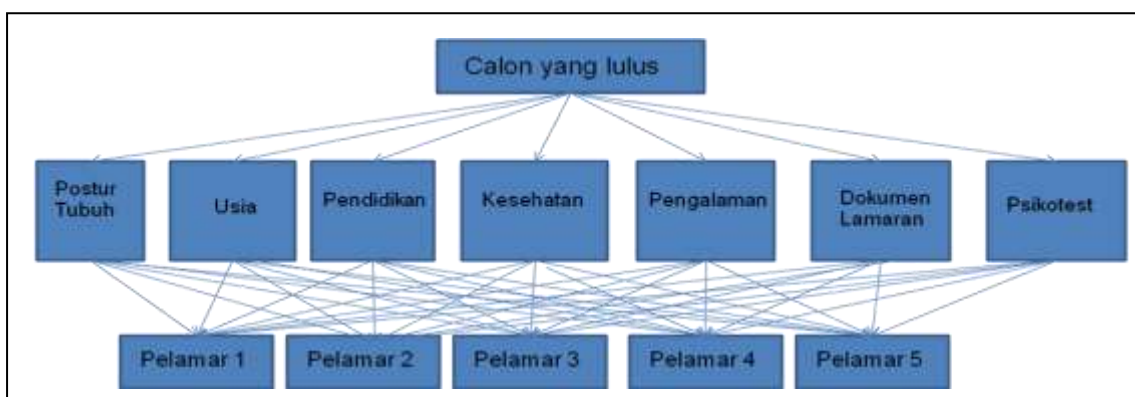 Calon yang lulus
Postur
Tubuh
Usia
Pendidikan
Kesehatan
Pengalaman
Dokumen
Lamaran
Psikotest
Pelamar 1
Pelamar 2
Pelamar 3
Pelamar 4
Pelamar 5